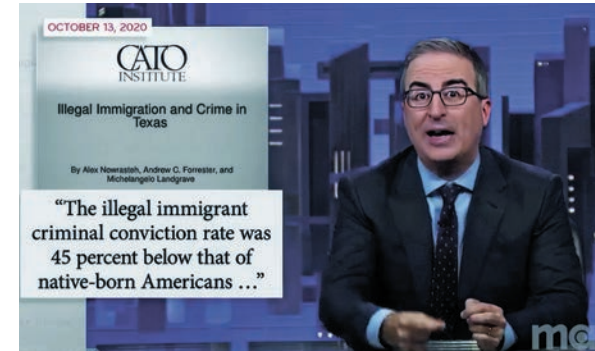 OCTOBER 13, 2020
CATO
INSTITUTE
Illegal Immigration and Crime in
Texas
By Alex Nowrasteh, Andrew C. Forrester, and
Michelangelo Landgrave
“The illegal immigrant
criminal conviction rate was
45 percent below that of
native-born Americans ...”